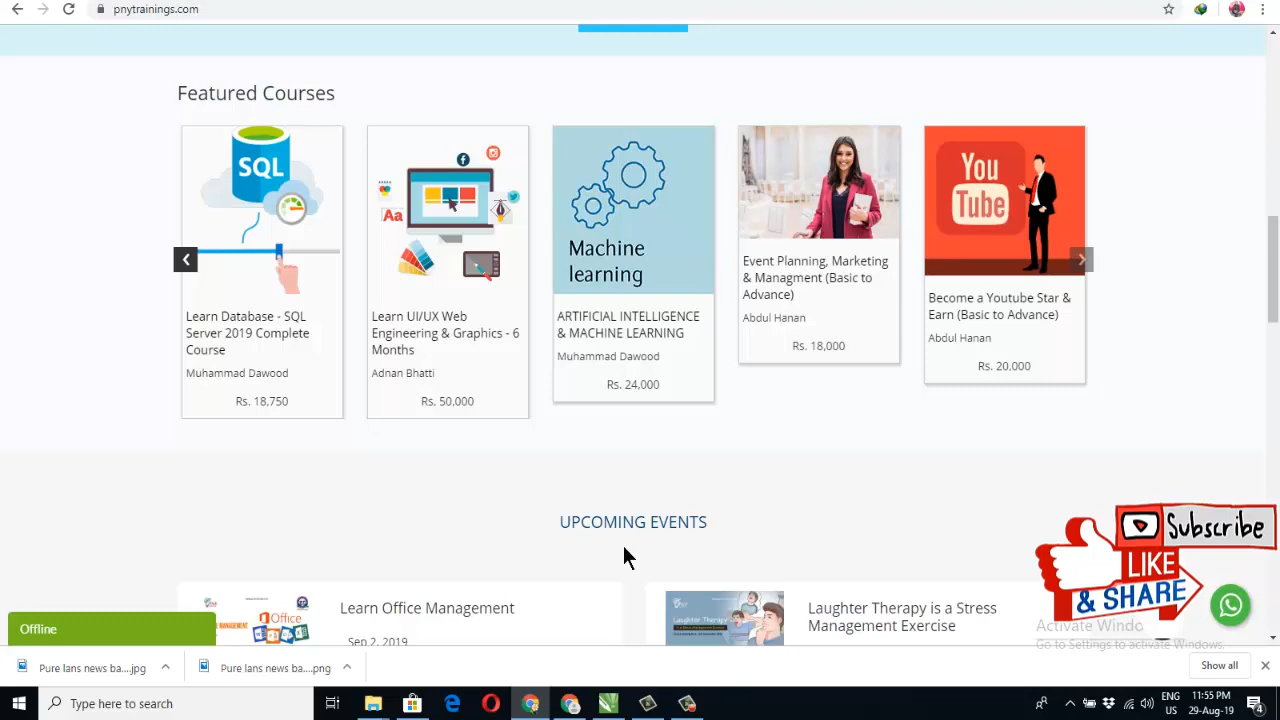 pnytrainings.com
Featured Courses
SQL
Learn Database - SQL
Server 2019 Complete
Course
Muhammad Dawood
Rs. 18,750
Aa
Learn UI/UX Web
Engineering & Graphics - 6
Months
Adnan Bhatti
Rs. 50,000
Machine
learning
ARTIFICIAL INTELLIGENCE
& MACHINE LEARNING
Muhammad Dawood
Rs. 24,000
Event Planning, Marketing
& Managment (Basic to
Advance)
Abdul Hanan
Rs. 18,000
You
Tube
Become a Youtube Star &
Earn (Basic to Advance)
Abdul Hanan
Rs. 20,000
UPCOMING EVENTS
Office
Learn Office Management
Sep 2, 2019
Laughter Therapy
Laughter Therapy is a Stress
Management Exercise
Subscribe
LIKE
& SHARE
Activate Windo
Go to Settings to activate Windows.
Offline
Pure lans news ba....jpg
Pure lans news ba....png
Show all
Type here to search
ENG
US
11:55 PM
29-Aug-19
4